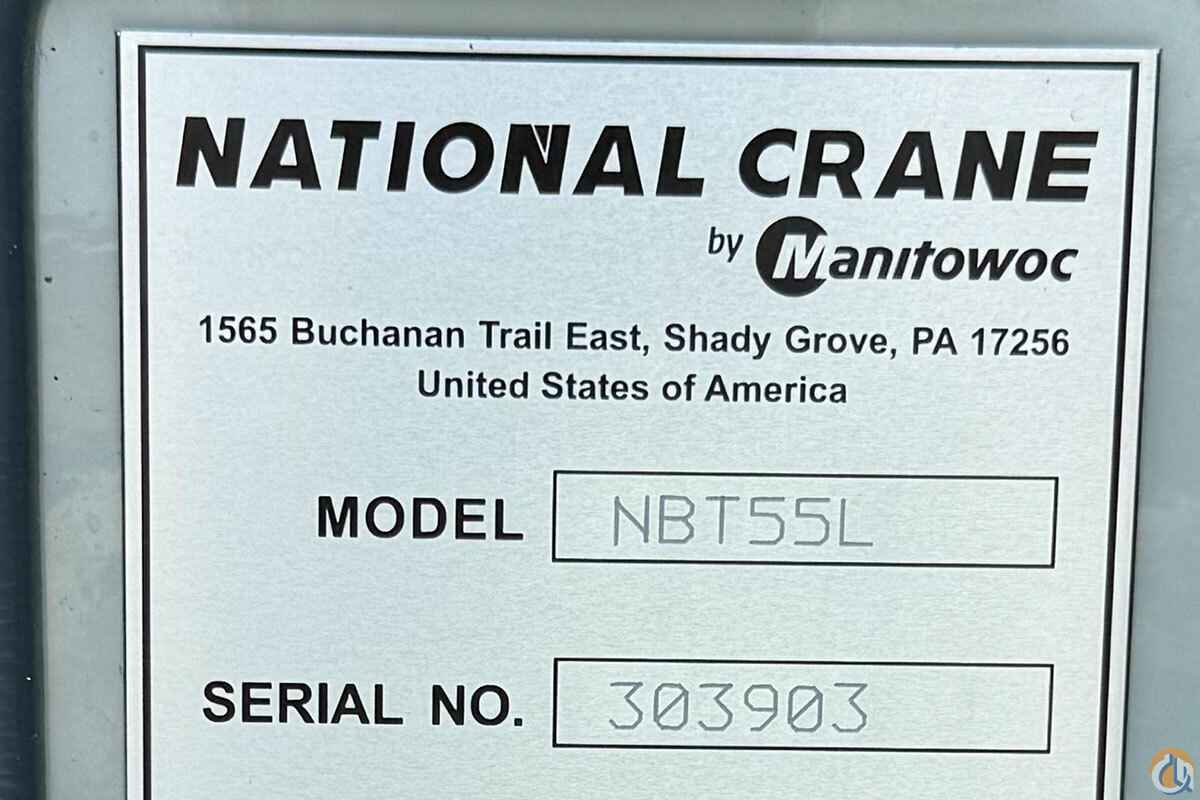 NATIONAL CRANE
by Manitowoc
1565 Buchanan Trail East, Shady Grove, PA 17256
United States of America
MODEL NBT55L
SERIAL NO. 303903